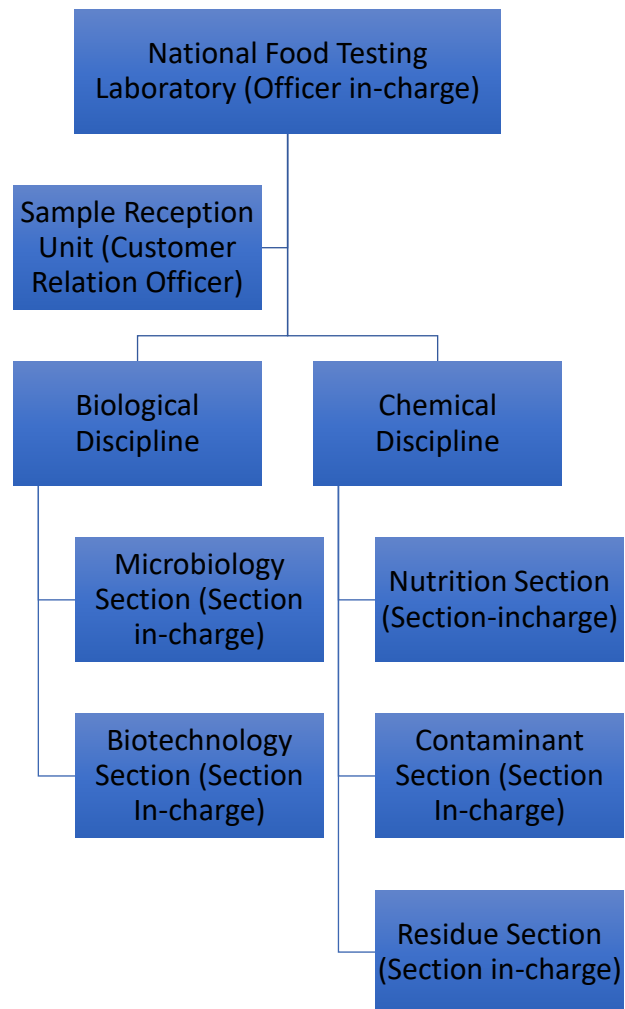 National Food Testing
Laboratory (Officer in-charge)
Sample Reception
Unit (Customer
Relation Officer)
Biological
Discipline
Chemical
Discipline
Microbiology
Section (Section
in-charge)
Nutrition Section
(Section-incharge)
Biotechnology
Section (Section
In-charge)
Contaminant
Section (Section
In-charge)
Residue Section
(Section in-charge)